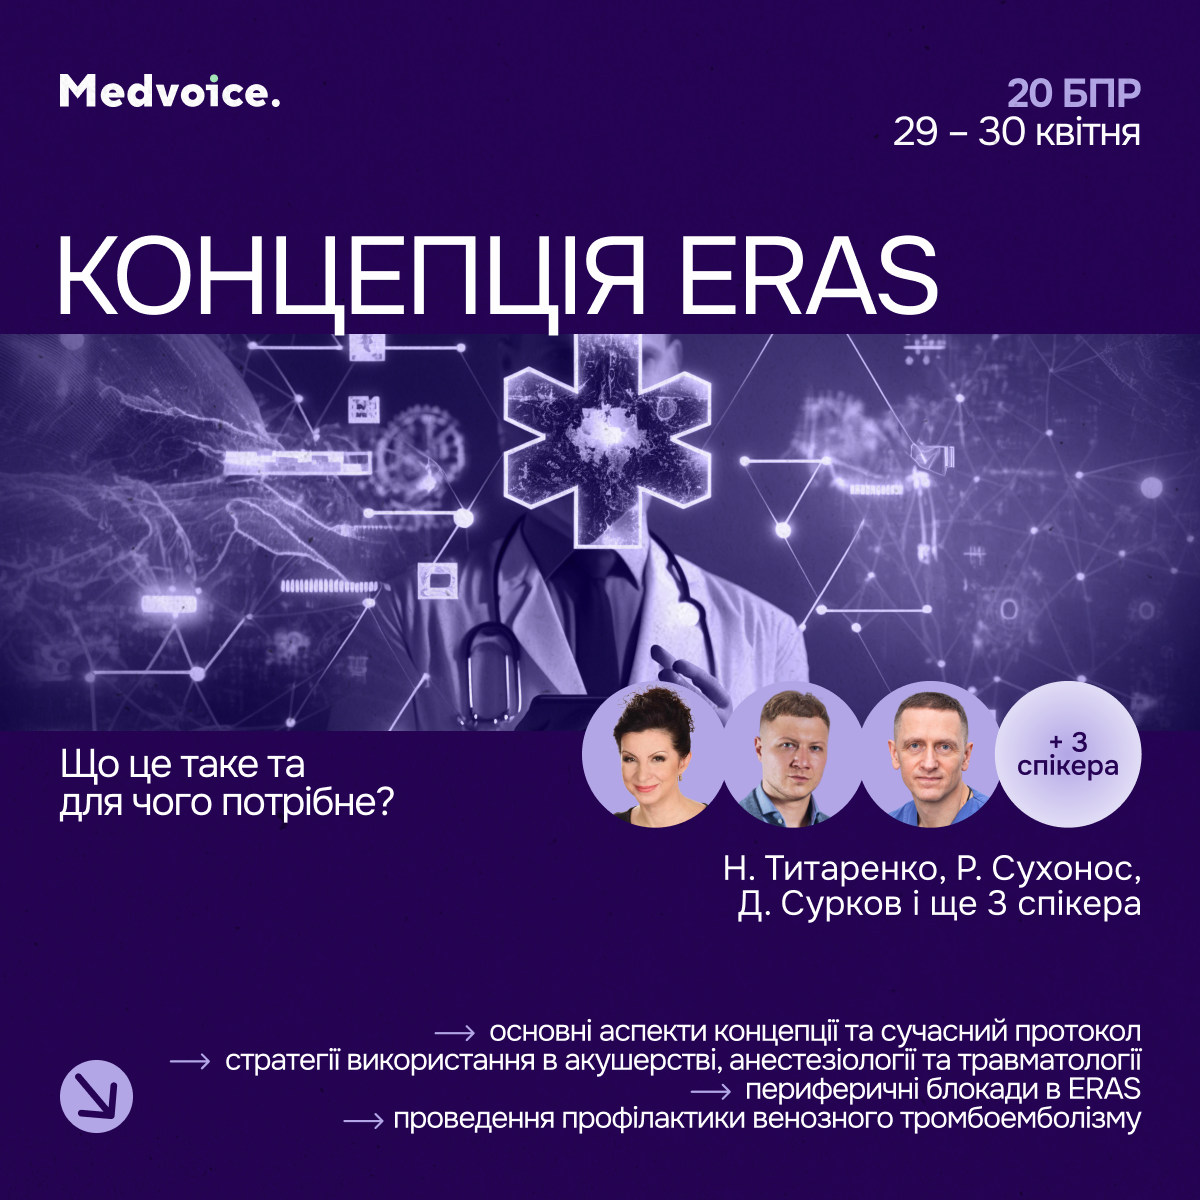 Medvoice.
20 БПР
29 – 30 квітня
КОНЦЕПЦІЯ ERAS
Що це таке та
для чого потрібне?
+ 3
спікера
Н. Титаренко, Р. Сухонос,
Д. Сурков і ще 3 спікера
→ основні аспекти концепції та сучасний протокол
→ стратегії використання в акушерстві, анестезіології та травматології
→ периферичні блокади в ERAS
→ проведення профілактики венозного тромбоемболізму